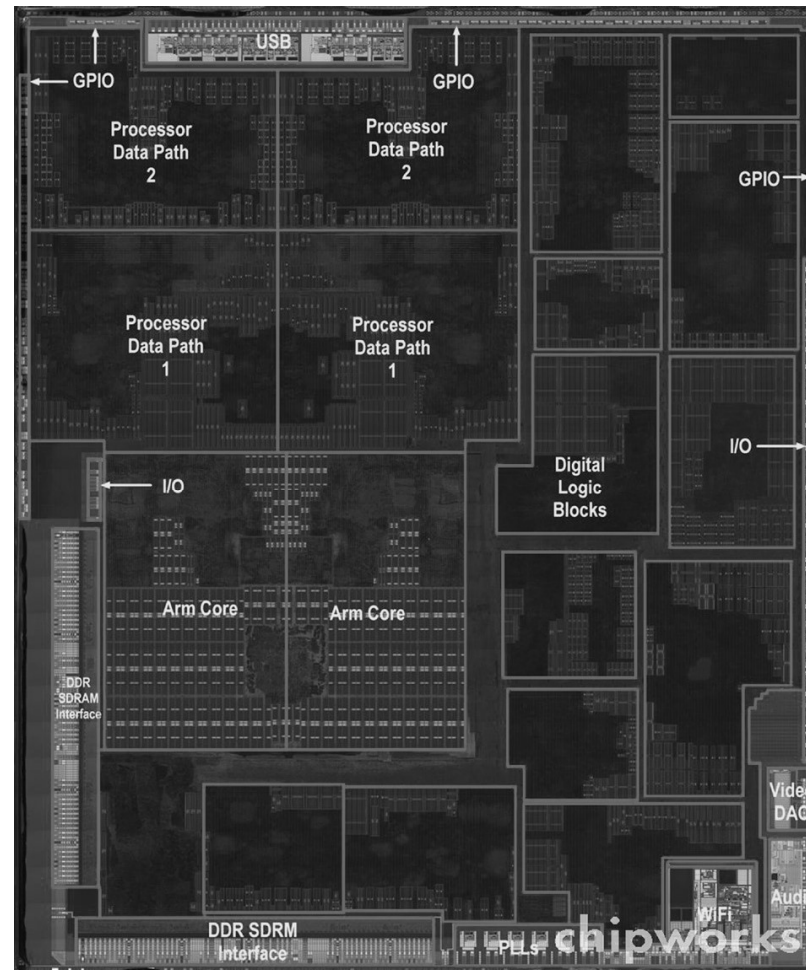 USB
GPIO
GPIO
GPIO
Processor
Data Path
2
Processor
Data Path
2
GPIO
Processor
Data Path
1
Processor
Data Path
1
I/O
I/O
Digital
Logic
Blocks
Arm Core
Arm Core
DDR
SDRAM
Interface
Vide
DAC
Audi
WiFi
DDR SDRM
Interface
PLLs
chipworks